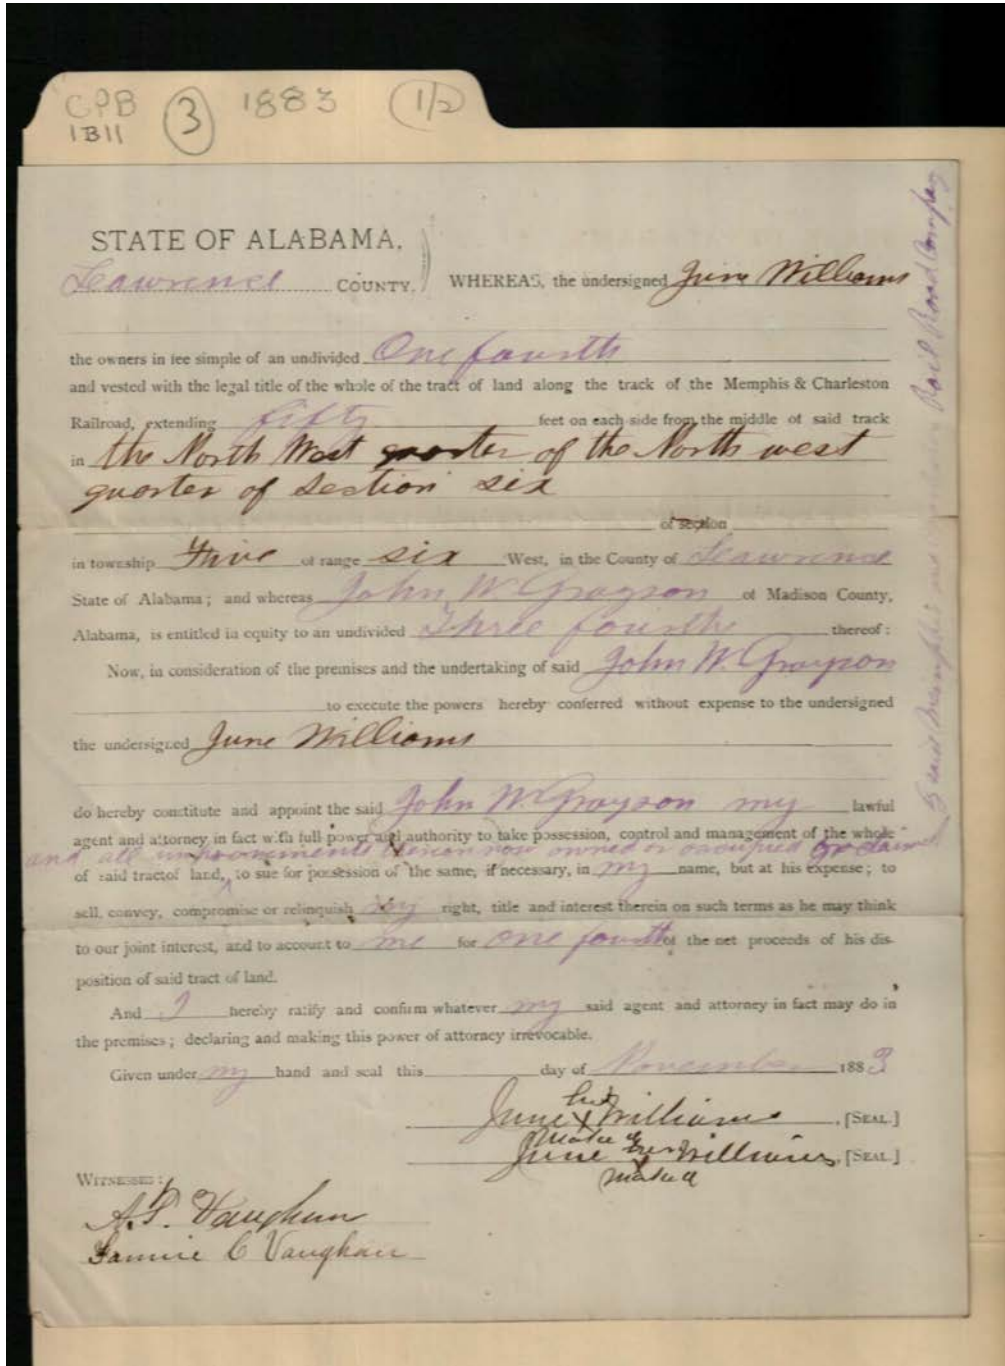 CPB 3 1883 1/2
1B11
STATE OF ALABAMA,
Lawrence COUNTY. WHEREAS, the undersigned June Williams
the owners in fee simple of an undivided One fourth
and vested with the legal title of the whole of the tract of land along the track of the Memphis & Charleston
Railroad, extending fifty feet on each side from the middle of said track
in the North West quarter of the North west
quarter of Section six
of section
in township Five of range six West, in the County of Lawrence
State of Alabama; and whereas John W Grayson of Madison County,
Alabama, is entitled in equity to an undivided Three fourths thereof:
Now, in consideration of the premises and the undertaking of said John W. Grayson
to execute the powers hereby conferred without expense to the undersigned
the undersigned June Williams
do hereby constitute and appoint the said John W Grayson my lawful
agent and attorney in fact with full power and authority to take possession, control and management of the whole
and all improvements thereon now owned or occupied or claimed
of said tract of land, to sue for possession of the same, if necessary, in my name, but at his expense; to
sell, convey, compromise or relinquish my right, title and interest therein on such terms as he may think
to our joint interest, and to account to me for one fourth of the net proceeds of his dis-
position of said tract of land.
And I hereby ratify and confirm whatever my said agent and attorney in fact may do in
the premises; declaring and making this power of attorney irrevocable.
Given under my hand and seal this day of November 1883
his
June X Williams, [SEAL.]
mark
June Williams, [SEAL.]
mark
WITNESSES:
A. P. Vaughan
Fannie C Vaughan
by said Memphis and Rail Road Company